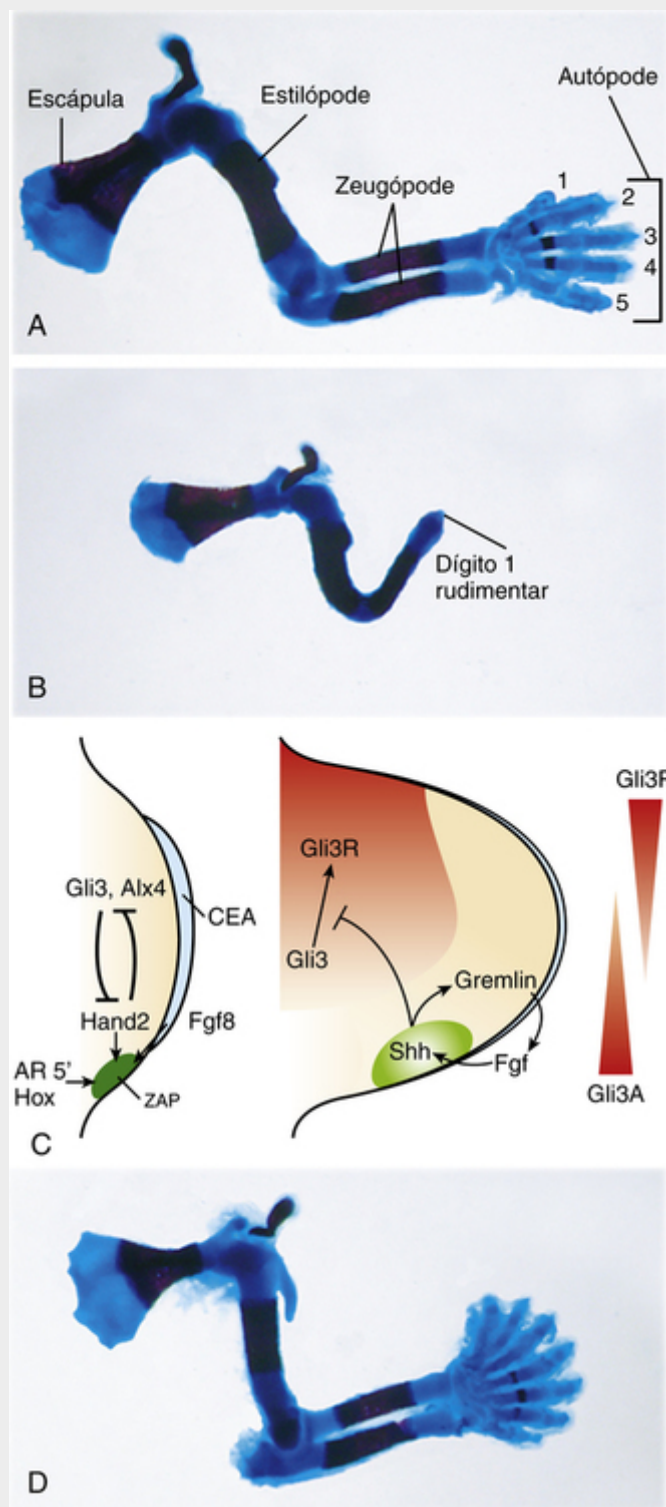 Escápula
Estilópode
Autópode
Zeugópode
1
2
3
4
5
A
Dígito 1
rudimentar
B
Gli3, Alx4
CEA
Hand2
Fgf8
AR 5'
Hox
ZAP
C
Gli3R
Gli3
Gremlin
Shh
Fgf
Gli3R
Gli3A
D